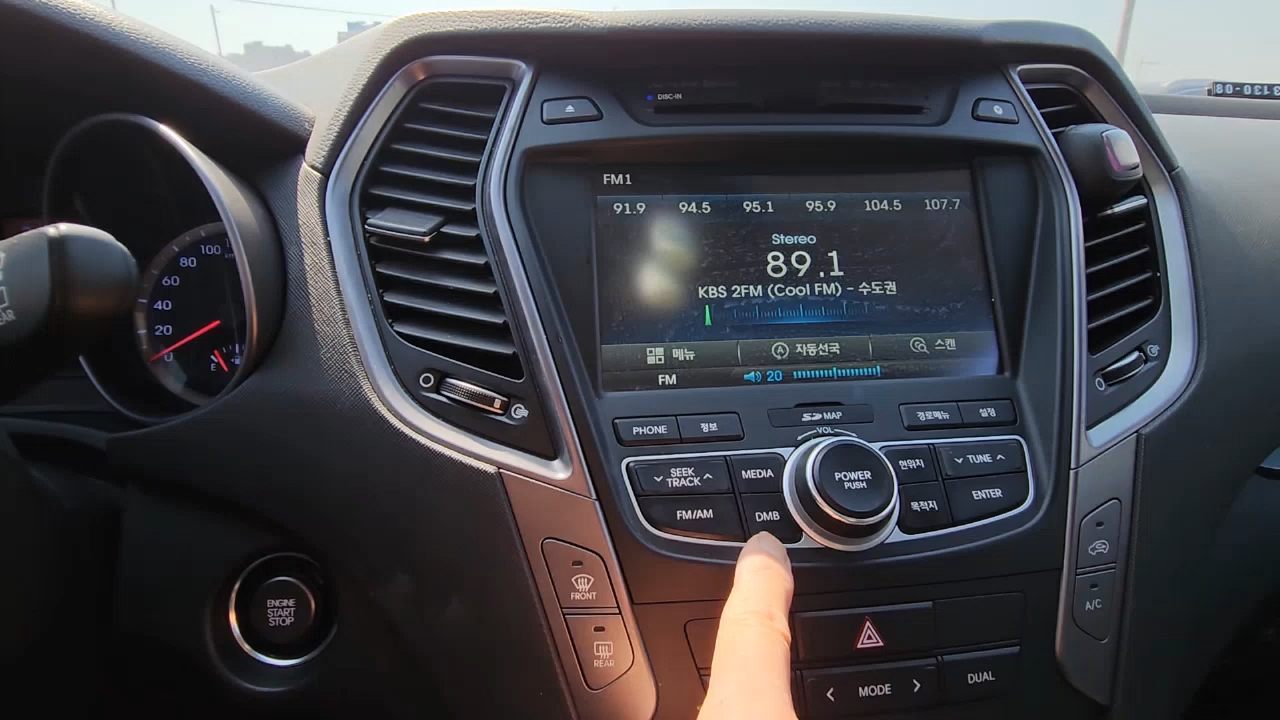 DISC-IN
3130-08
FM1
91.9 94.5 95.1 95.9 104.5 107.7
Stereo
89.1
KBS 2FM (Cool FM) - 수도권
메뉴 자동선국 스캔
FM 20
100
80
60
40
20
0
E
REAR
PHONE 정보 SD MAP 경로메뉴 설정
VOL
SEEK TRACK MEDIA POWER PUSH 현위치 TUNE
FM/AM DMB 목적지 ENTER
ENGINE START STOP
FRONT
REAR
A/C
MODE DUAL